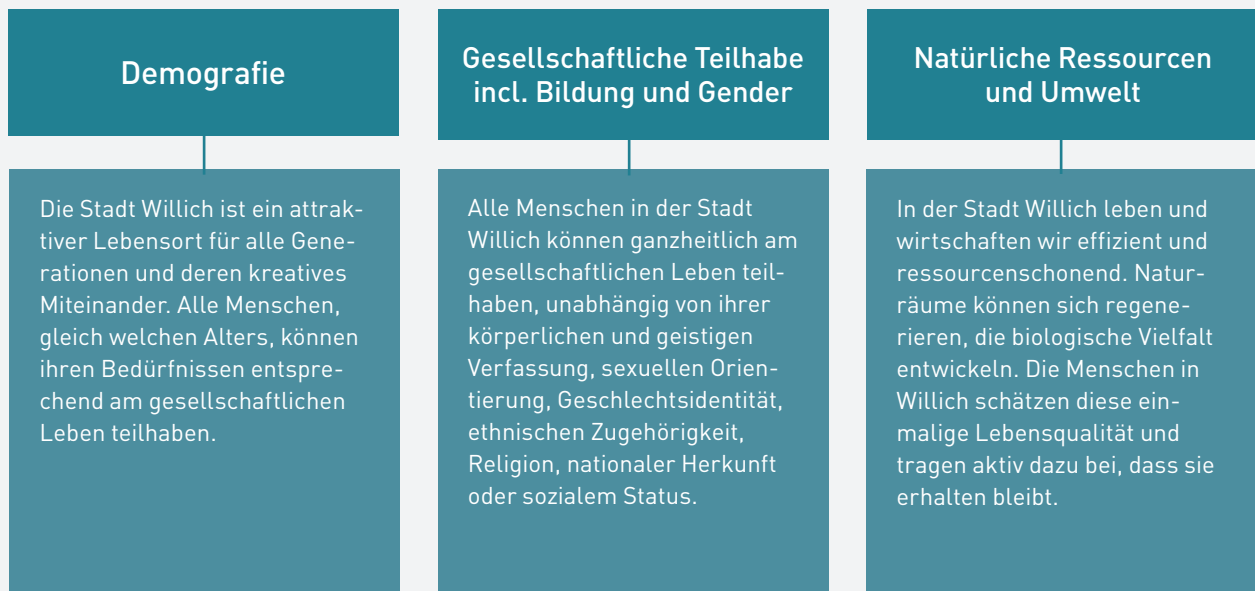 Demografie
Die Stadt Willich ist ein attrak-
tiver Lebensort für alle Gene-
rationen und deren kreatives
Miteinander. Alle Menschen,
gleich welchen Alters, können
ihren Bedürfnissen entspre-
chend am gesellschaftlichen
Leben teilhaben.
Gesellschaftliche Teilhabe
incl. Bildung und Gender
Alle Menschen in der Stadt
Willich können ganzheitlich am
gesellschaftlichen Leben teil-
haben, unabhängig von ihrer
körperlichen und geistigen
Verfassung, sexuellen Orien-
tierung, Geschlechtsidentität,
ethnischen Zugehörigkeit,
Religion, nationaler Herkunft
oder sozialem Status.
Natürliche Ressourcen
und Umwelt
In der Stadt Willich leben und
wirtschaften wir effizient und
ressourcenschonend. Natur-
räume können sich regene-
rieren, die biologische Vielfalt
entwickeln. Die Menschen in
Willich schätzen diese ein-
malige Lebensqualität und
tragen aktiv dazu bei, dass sie
erhalten bleibt.